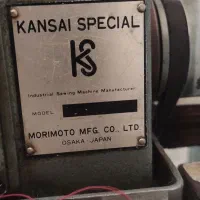 KANSAI SPECIAL
KS
Industrial Sewing Machine Manufacturer
MODEL
MORIMOTO MFG. CO., LTD
OSAKA JAPAN